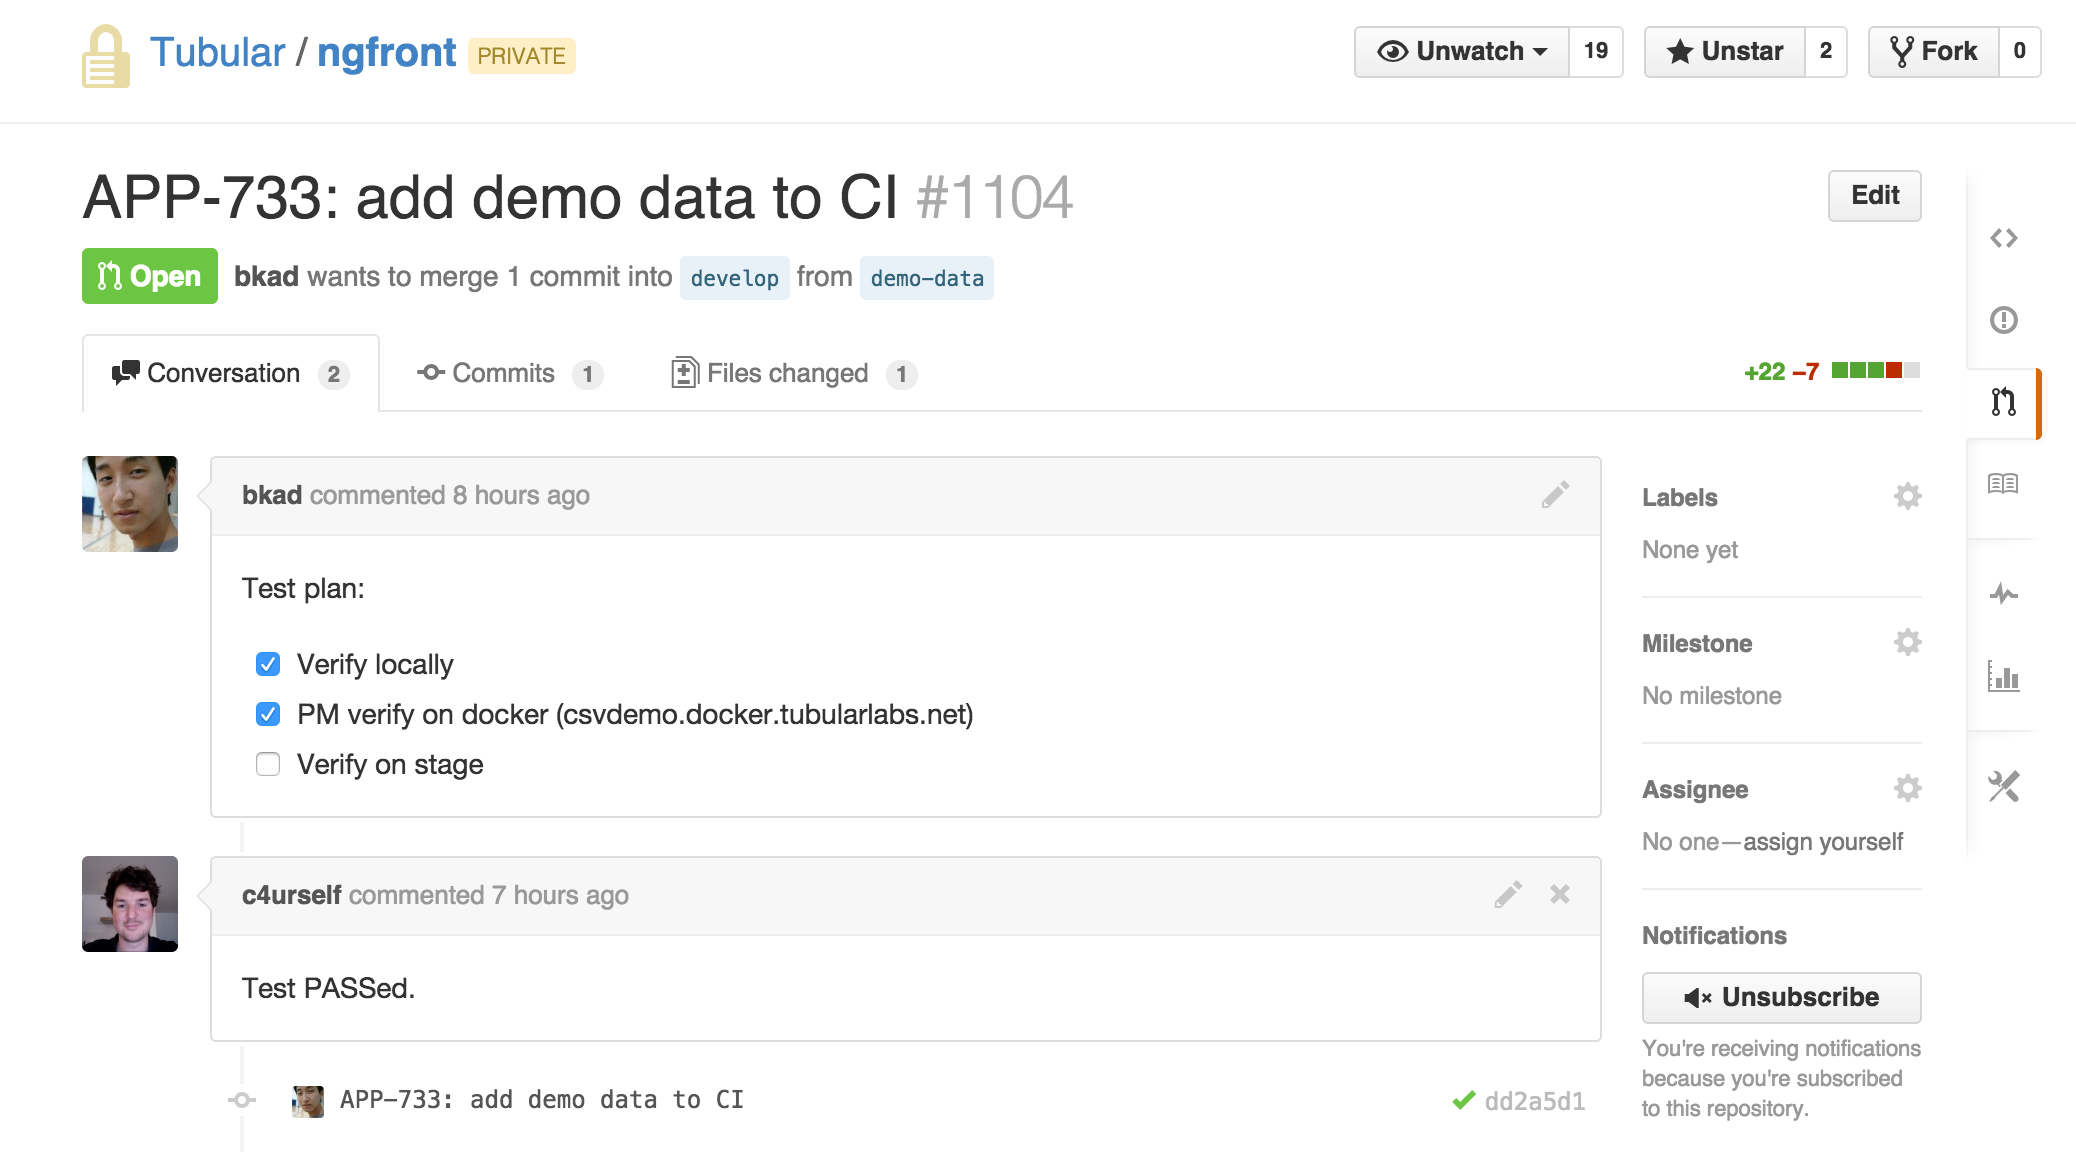 Tubular / ngfront PRIVATE
Unwatch 19
Unstar 2
Fork 0
APP-733: add demo data to CI #1104
Edit
Open bkad wants to merge 1 commit into develop from demo-data
Conversation 2
Commits 1
Files changed 1
+22 −7
bkad commented 8 hours ago
Test plan:
Verify locally
PM verify on docker (csvdemo.docker.tubularlabs.net)
Verify on stage
c4urself commented 7 hours ago
Test PASSed.
APP-733: add demo data to CI
dd2a5d1
Labels
None yet
Milestone
No milestone
Assignee
No one—assign yourself
Notifications
Unsubscribe
You're receiving notifications
because you're subscribed
to this repository.